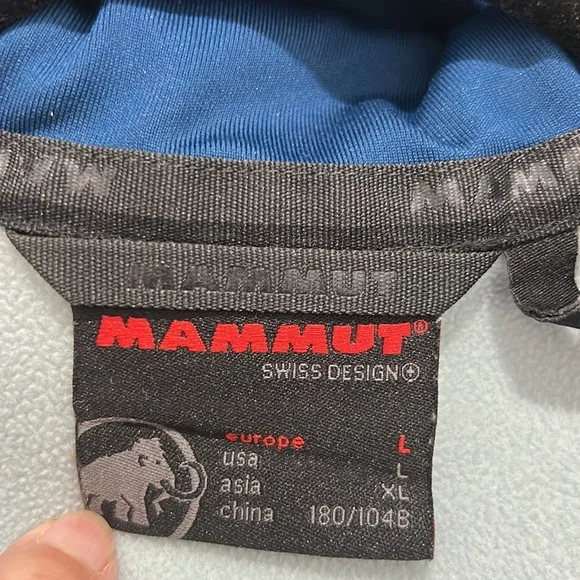 MAMMUT
MAMMUT®
SWISS DESIGN
europe L
usa L
asia XL
china 180/104B